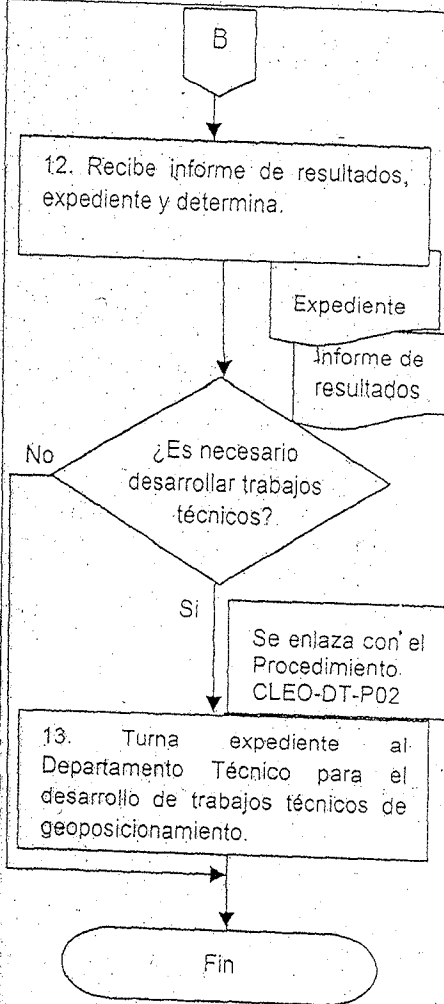 B
12. Recibe informe de resultados,
expediente y determina.
Expediente
Informe de
resultados
¿Es necesario
desarrollar trabajos
técnicos?
No
Si
Se enlaza con el
Procedimiento
CLEO-DT-P02
13. Turna expediente al
Departamento Técnico para el
desarrollo de trabajos técnicos de
geoposicionamiento.
Fin